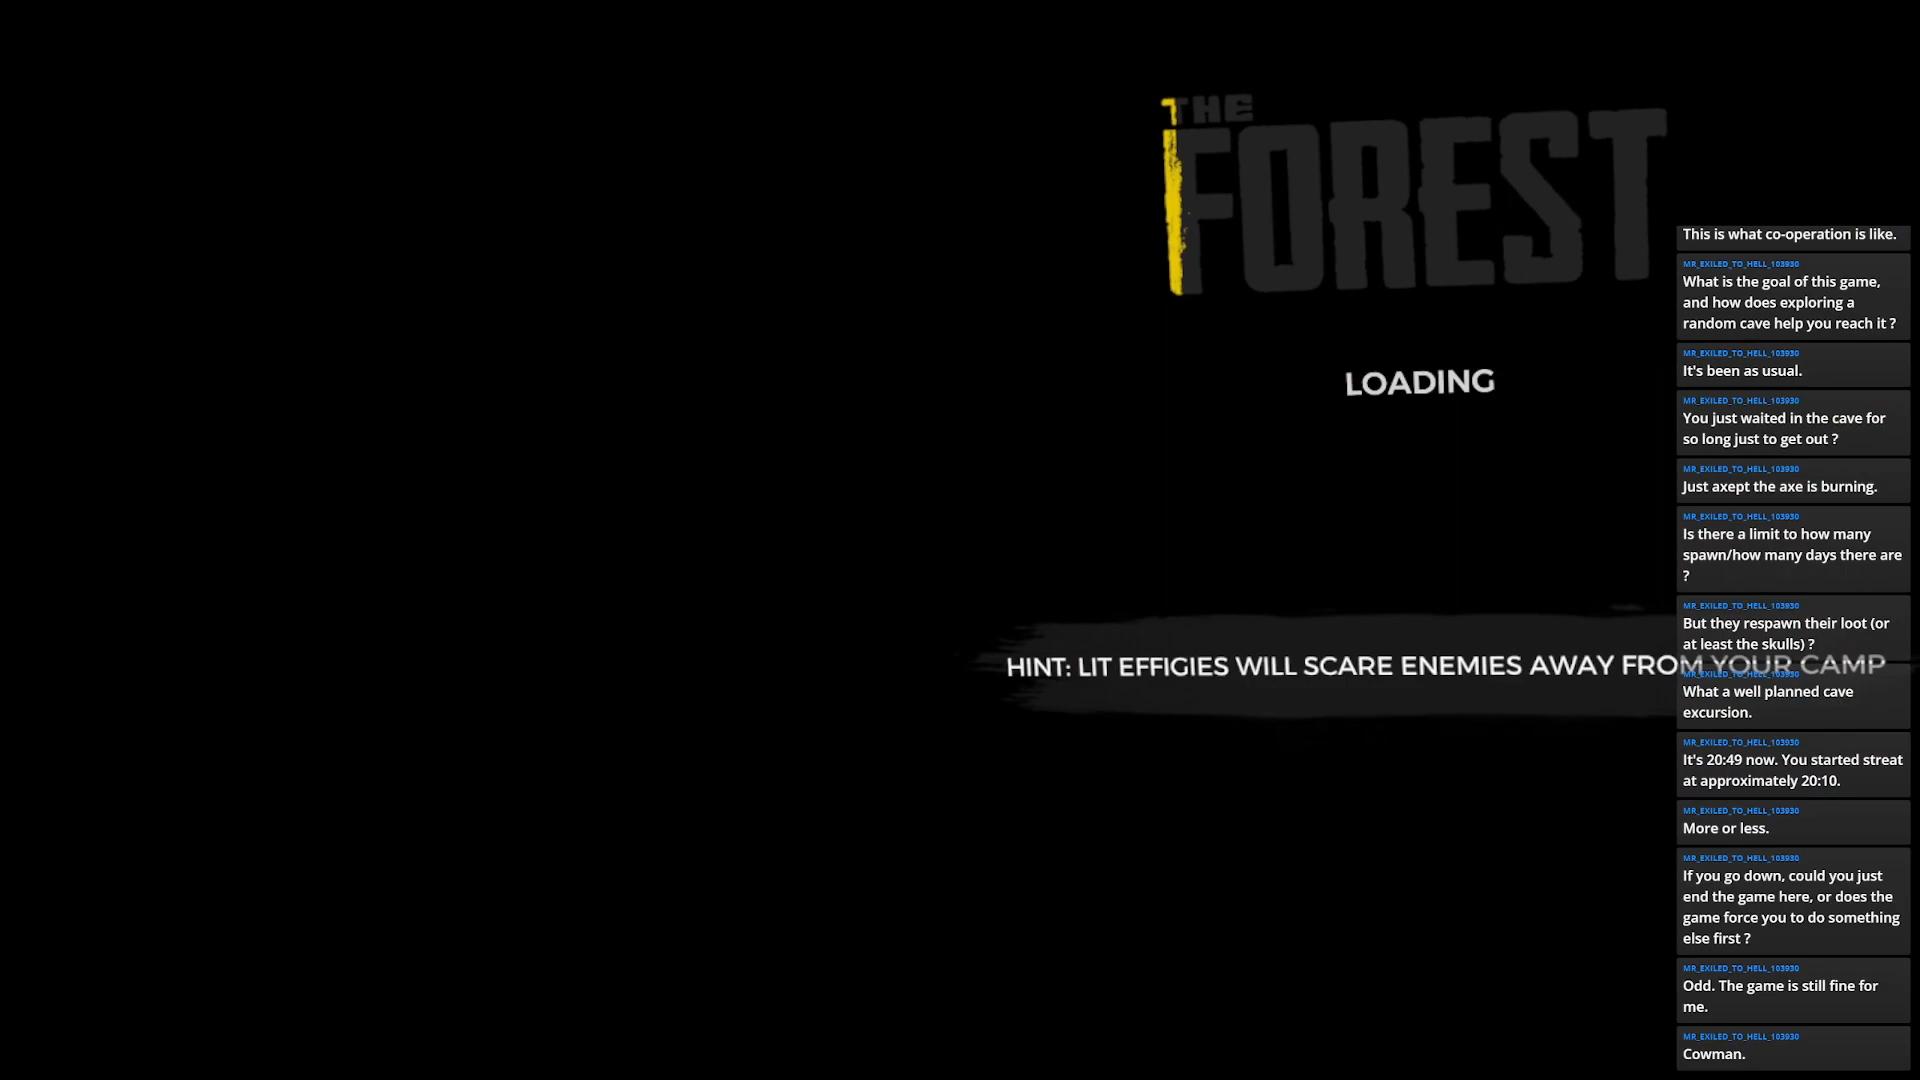 THE
FOREST
LOADING
HINT: LIT EFFIGIES WILL SCARE ENEMIES AWAY FROM YOUR CAMP
This is what co-operation is like.
MR_EXILED_TO_HELL_103930
What is the goal of this game,
and how does exploring a
random cave help you reach it ?
MR_EXILED_TO_HELL_103930
It's been as usual.
MR_EXILED_TO_HELL_103930
You just waited in the cave for
so long just to get out ?
MR_EXILED_TO_HELL_103930
Just axept the axe is burning.
MR_EXILED_TO_HELL_103930
Is there a limit to how many
spawn/how many days there are
?
MR_EXILED_TO_HELL_103930
But they respawn their loot (or
at least the skulls) ?
MR_EXILED_TO_HELL_103930
What a well planned cave
excursion.
MR_EXILED_TO_HELL_103930
It's 20:49 now. You started streat
at approximately 20:10.
MR_EXILED_TO_HELL_103930
More or less.
MR_EXILED_TO_HELL_103930
If you go down, could you just
end the game here, or does the
game force you to do something
else first ?
MR_EXILED_TO_HELL_103930
Odd. The game is still fine for
me.
MR_EXILED_TO_HELL_103930
Cowman.